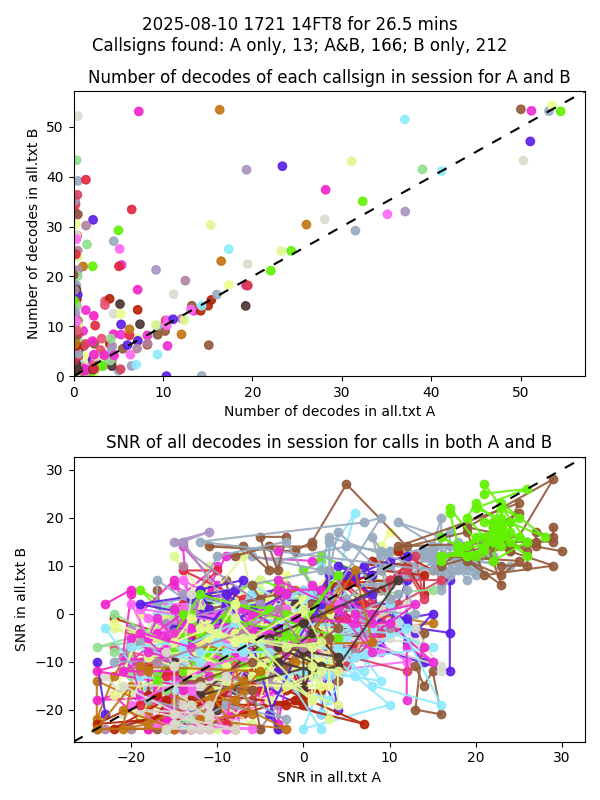 2025-08-10 1721 14FT8 for 26.5 mins
Callsigns found: A only, 13; A&B, 166; B only, 212
Number of decodes of each callsign in session for A and B
Number of decodes in all.txt B
50
40
30
20
10
0
0 10 20 30 40 50
Number of decodes in all.txt A
SNR of all decodes in session for calls in both A and B
SNR in all.txt B
30
20
10
0
−10
−20
−20 −10 0 10 20 30
SNR in all.txt A